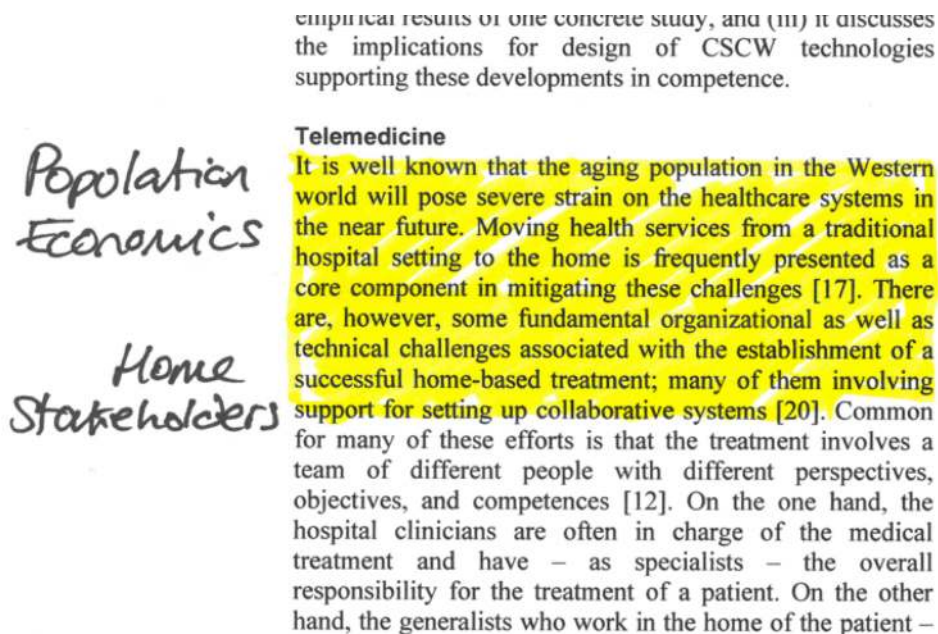 empirical results of one concrete study, and (iii) it discusses
the implications for design of CSCW technologies
supporting these developments in competence.
Telemedicine
It is well known that the aging population in the Western
world will pose severe strain on the healthcare systems in
the near future. Moving health services from a traditional
hospital setting to the home is frequently presented as a
core component in mitigating these challenges [17]. There
are, however, some fundamental organizational as well as
technical challenges associated with the establishment of a
successful home-based treatment; many of them involving
support for setting up collaborative systems [20]. Common
for many of these efforts is that the treatment involves a
team of different people with different perspectives,
objectives, and competences [12]. On the one hand, the
hospital clinicians are often in charge of the medical
treatment and have – as specialists – the overall
responsibility for the treatment of a patient. On the other
hand, the generalists who work in the home of the patient –
Population
Economics
Home
Stakeholders